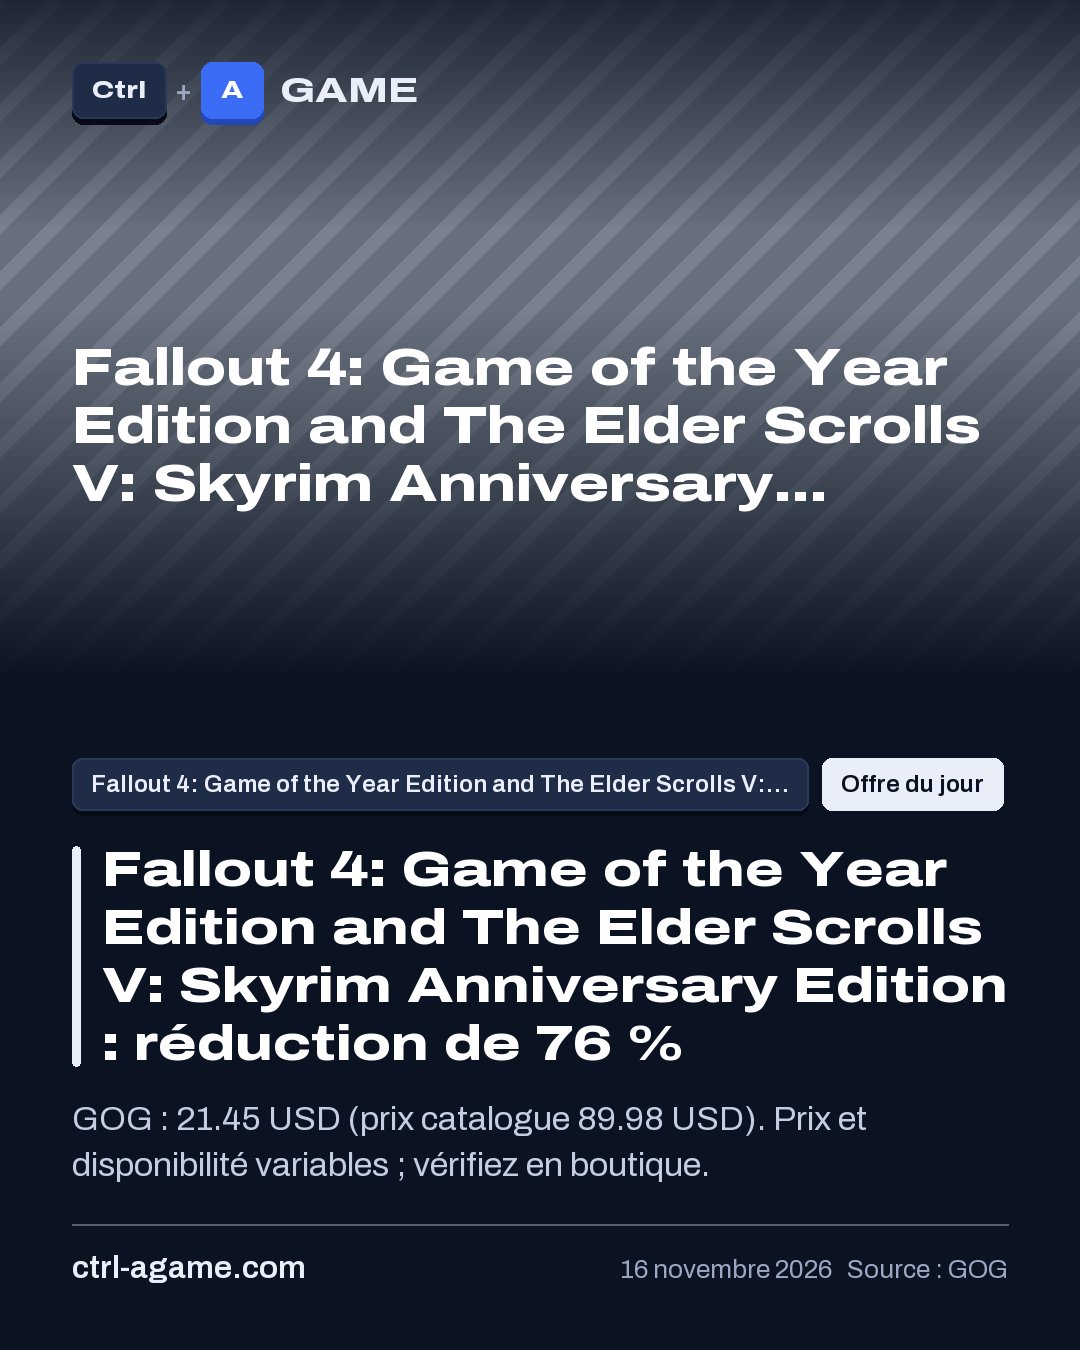 Ctrl + A GAME
Fallout 4: Game of the Year
Edition and The Elder Scrolls
V: Skyrim Anniversary...
Fallout 4: Game of the Year Edition and The Elder Scrolls V:... Offre du jour
Fallout 4: Game of the Year
Edition and The Elder Scrolls
V: Skyrim Anniversary Edition
: réduction de 76 %
GOG : 21.45 USD (prix catalogue 89.98 USD). Prix et
disponibilité variables ; vérifiez en boutique.
ctrl-agame.com 16 novembre 2026 Source : GOG